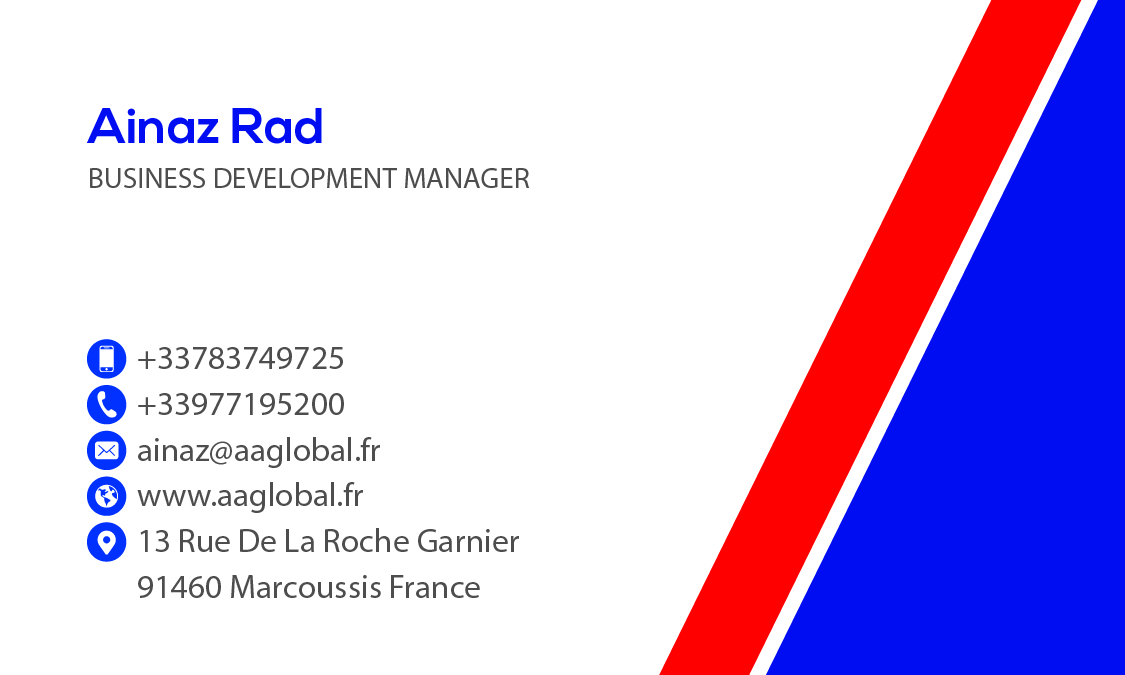 Ainaz Rad
BUSINESS DEVELOPMENT MANAGER
+33783749725
+33977195200
ainaz@aaglobal.fr
www.aaglobal.fr
13 Rue De La Roche Garnier
91460 Marcoussis France